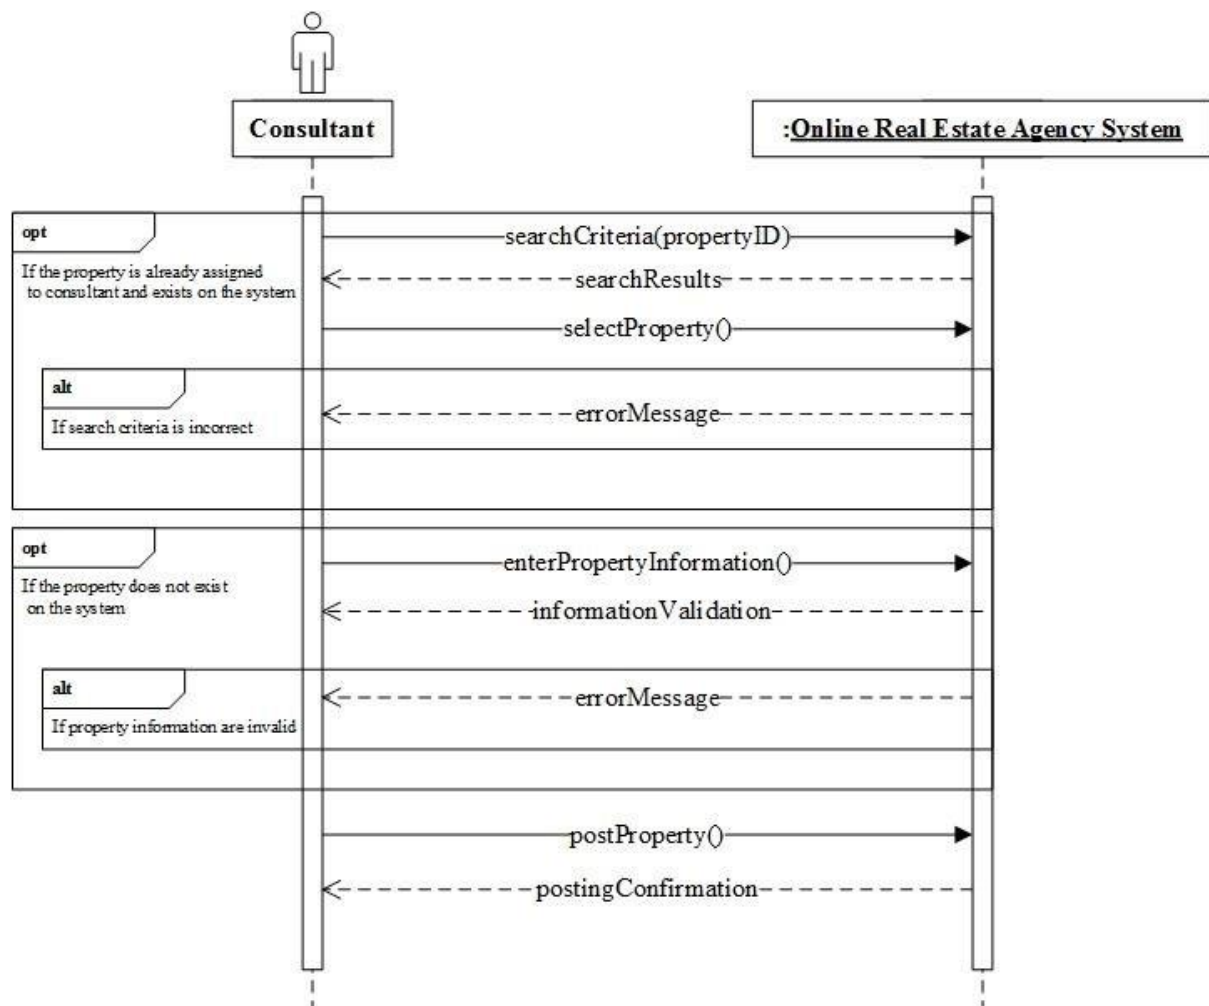 Consultant
:Online Real Estate Agency System
opt
If the property is already assigned
to consultant and exists on the system
searchCriteria(propertyID)
searchResults
selectProperty()
alt
If search criteria is incorrect
errorMessage
opt
If the property does not exist
on the system
enterPropertyInformation()
informationValidation
alt
If property information are invalid
errorMessage
postProperty()
postingConfirmation